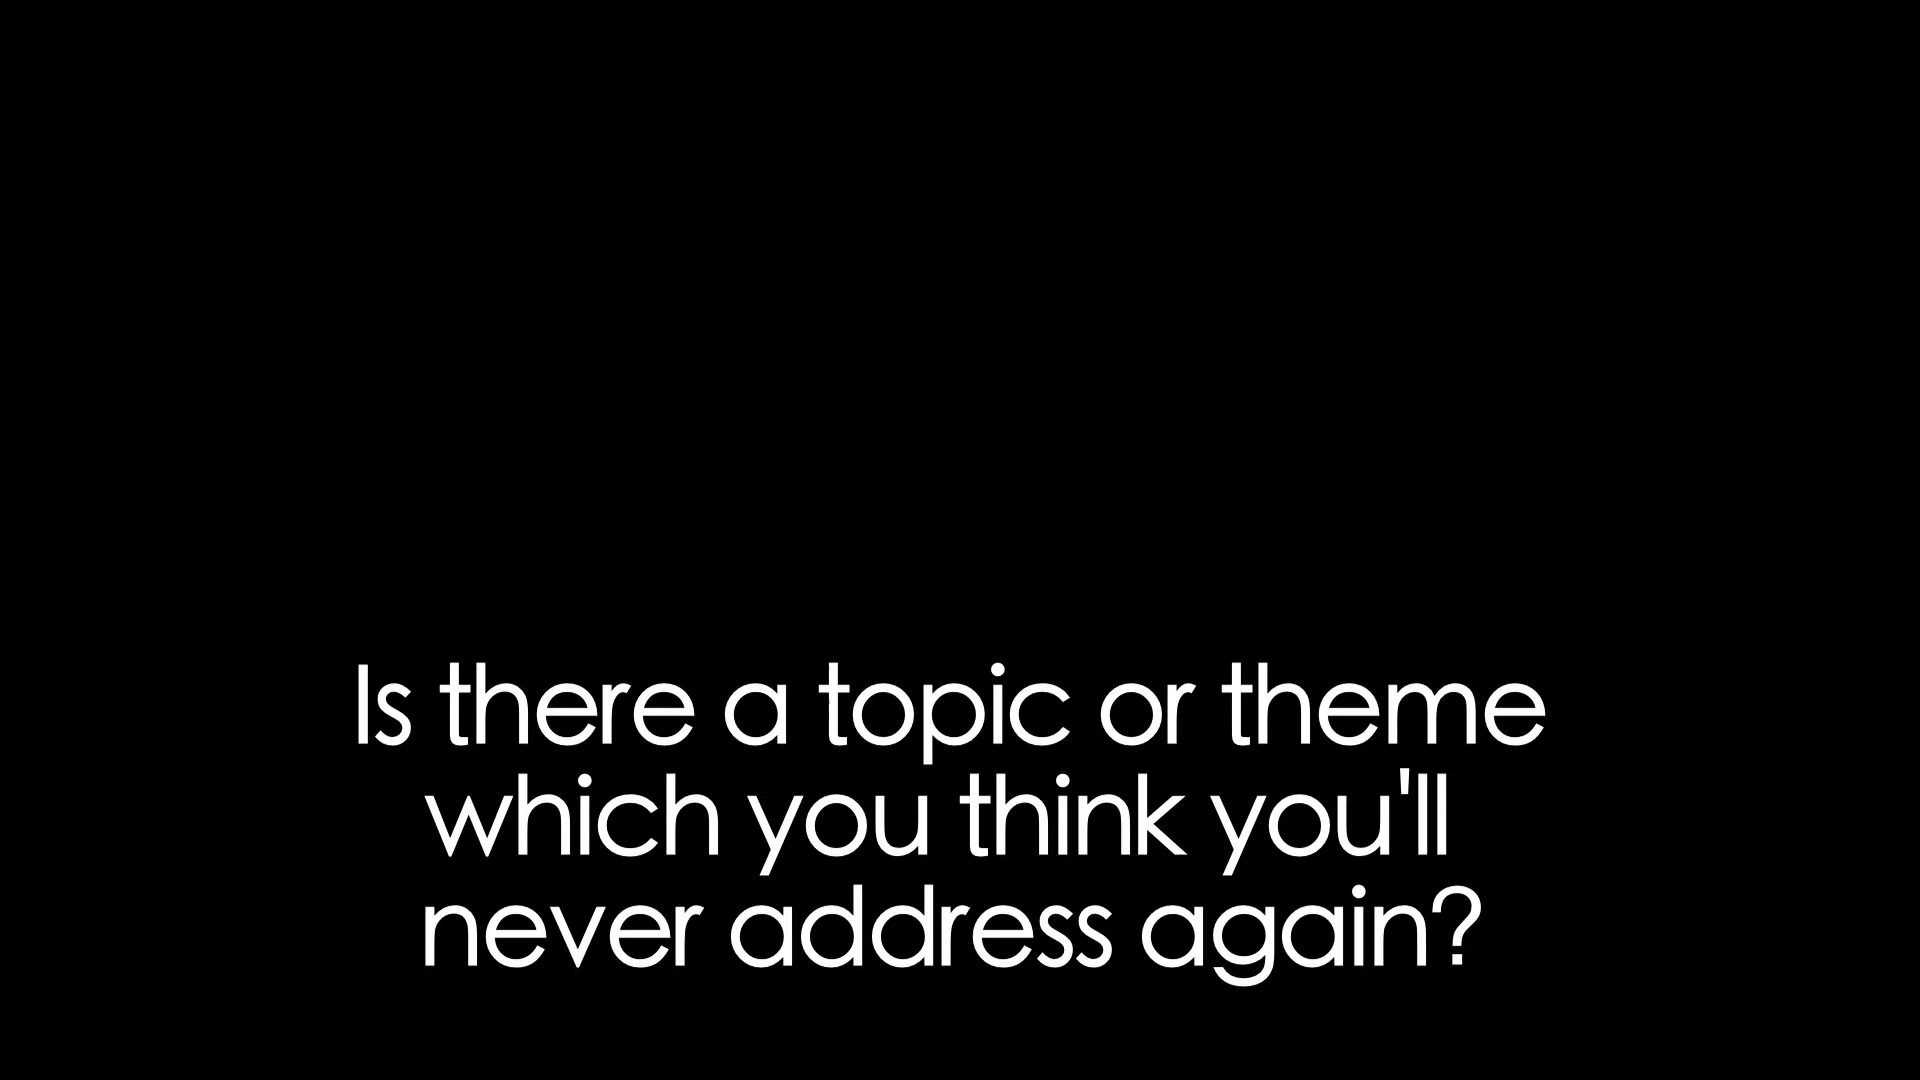 Is there a topic or theme
which you think you'll
never address again?